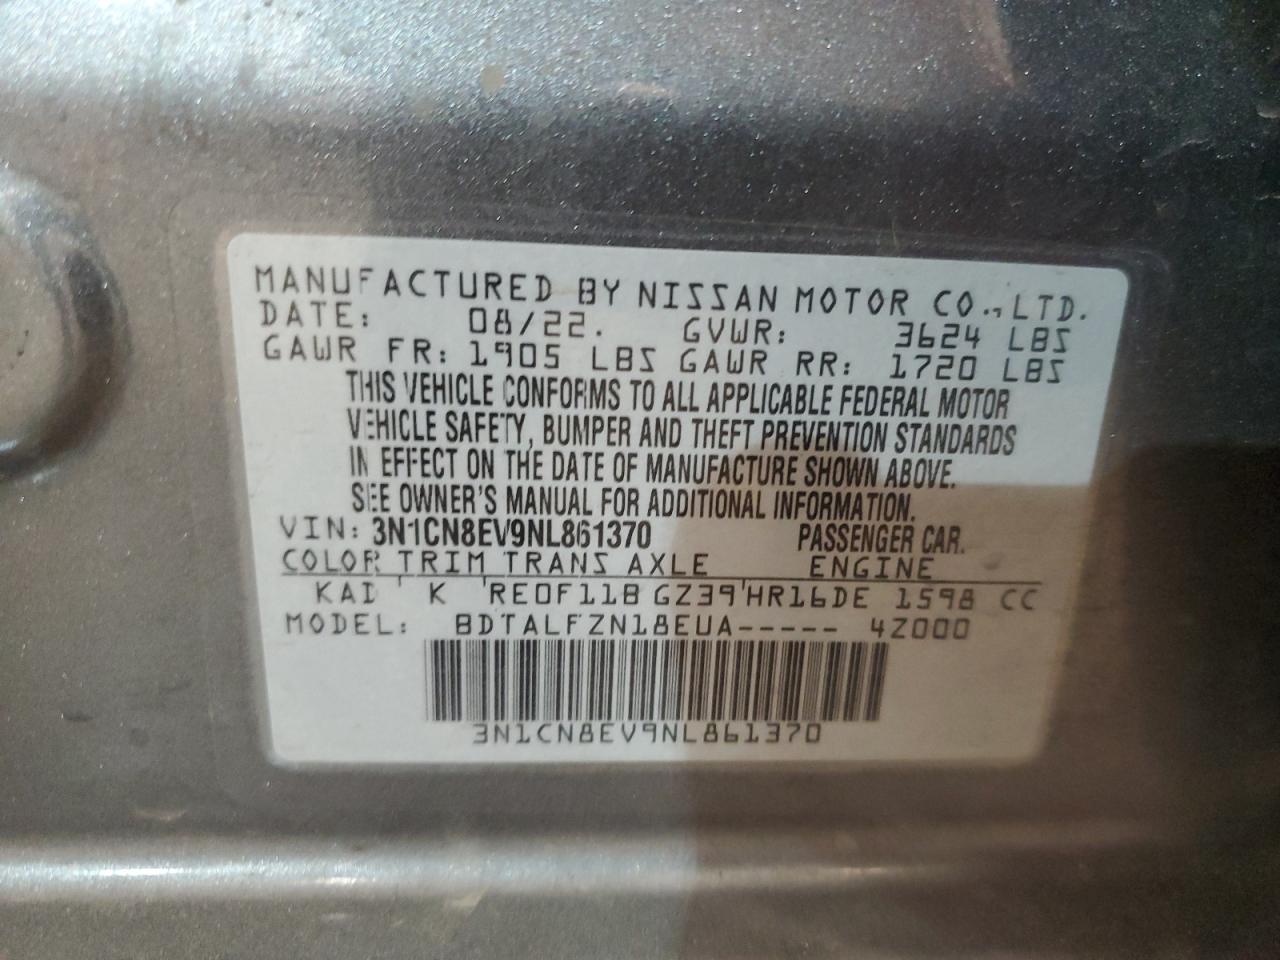 MANUFACTURED BY NISSAN MOTOR CO., LTD.
DATE: 08/22. GVWR: 3624 LBS
GAWR FR: 1905 LBS GAWR RR: 1720 LBS
THIS VEHICLE CONFORMS TO ALL APPLICABLE FEDERAL MOTOR
VEHICLE SAFETY, BUMPER AND THEFT PREVENTION STANDARDS
IN EFFECT ON THE DATE OF MANUFACTURE SHOWN ABOVE.
SEE OWNER'S MANUAL FOR ADDITIONAL INFORMATION.
VIN: 3N1CN8EV9NL861370 PASSENGER CAR.
COLOR TRIM TRANS AXLE ENGINE
KAD K RE0F11B GZ39 HR16DE 1598 CC
MODEL: BDTALFZN18EUA----- 4Z000
3N1CN8EV9NL861370